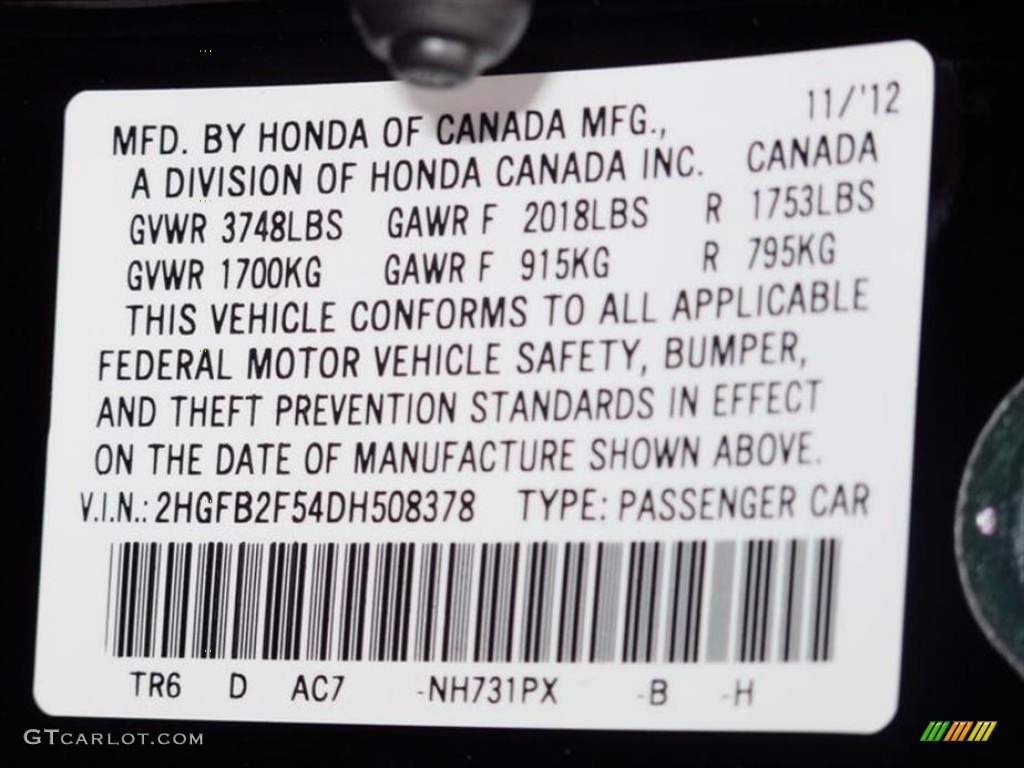 11/'12
MFD. BY HONDA OF CANADA MFG.,
A DIVISION OF HONDA CANADA INC. CANADA
GVWR 3748LBS GAWR F 2018LBS R 1753LBS
GVWR 1700KG GAWR F 915KG R 795KG
THIS VEHICLE CONFORMS TO ALL APPLICABLE
FEDERAL MOTOR VEHICLE SAFETY, BUMPER,
AND THEFT PREVENTION STANDARDS IN EFFECT
ON THE DATE OF MANUFACTURE SHOWN ABOVE.
V.I.N.: 2HGFB2F54DH508378 TYPE: PASSENGER CAR
TR6 D AC7 -NH731PX -B -H
GTCARLOT.COM